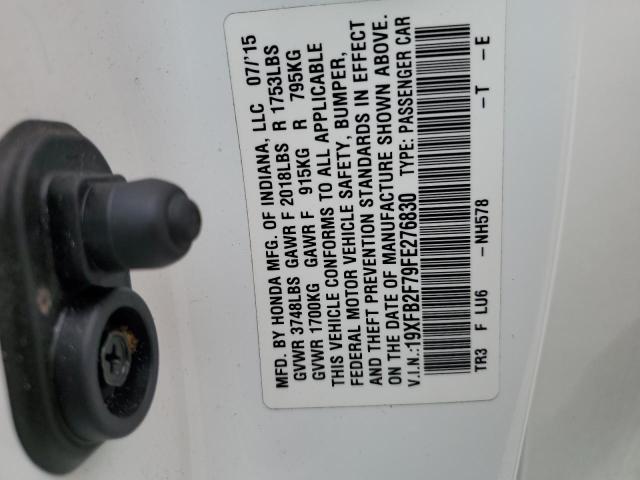 MFD. BY HONDA MFG. OF INDIANA, LLC 07/'15
GVWR 3748LBS GAWR F 2018LBS R 1753LBS
GVWR 1700KG GAWR F 915KG R 795KG
THIS VEHICLE CONFORMS TO ALL APPLICABLE
FEDERAL MOTOR VEHICLE SAFETY, BUMPER,
AND THEFT PREVENTION STANDARDS IN EFFECT
ON THE DATE OF MANUFACTURE SHOWN ABOVE.
V.I.N.:19XFB2F79FE276830 TYPE: PASSENGER CAR
TR3 F LU6 -NH578 -T -E